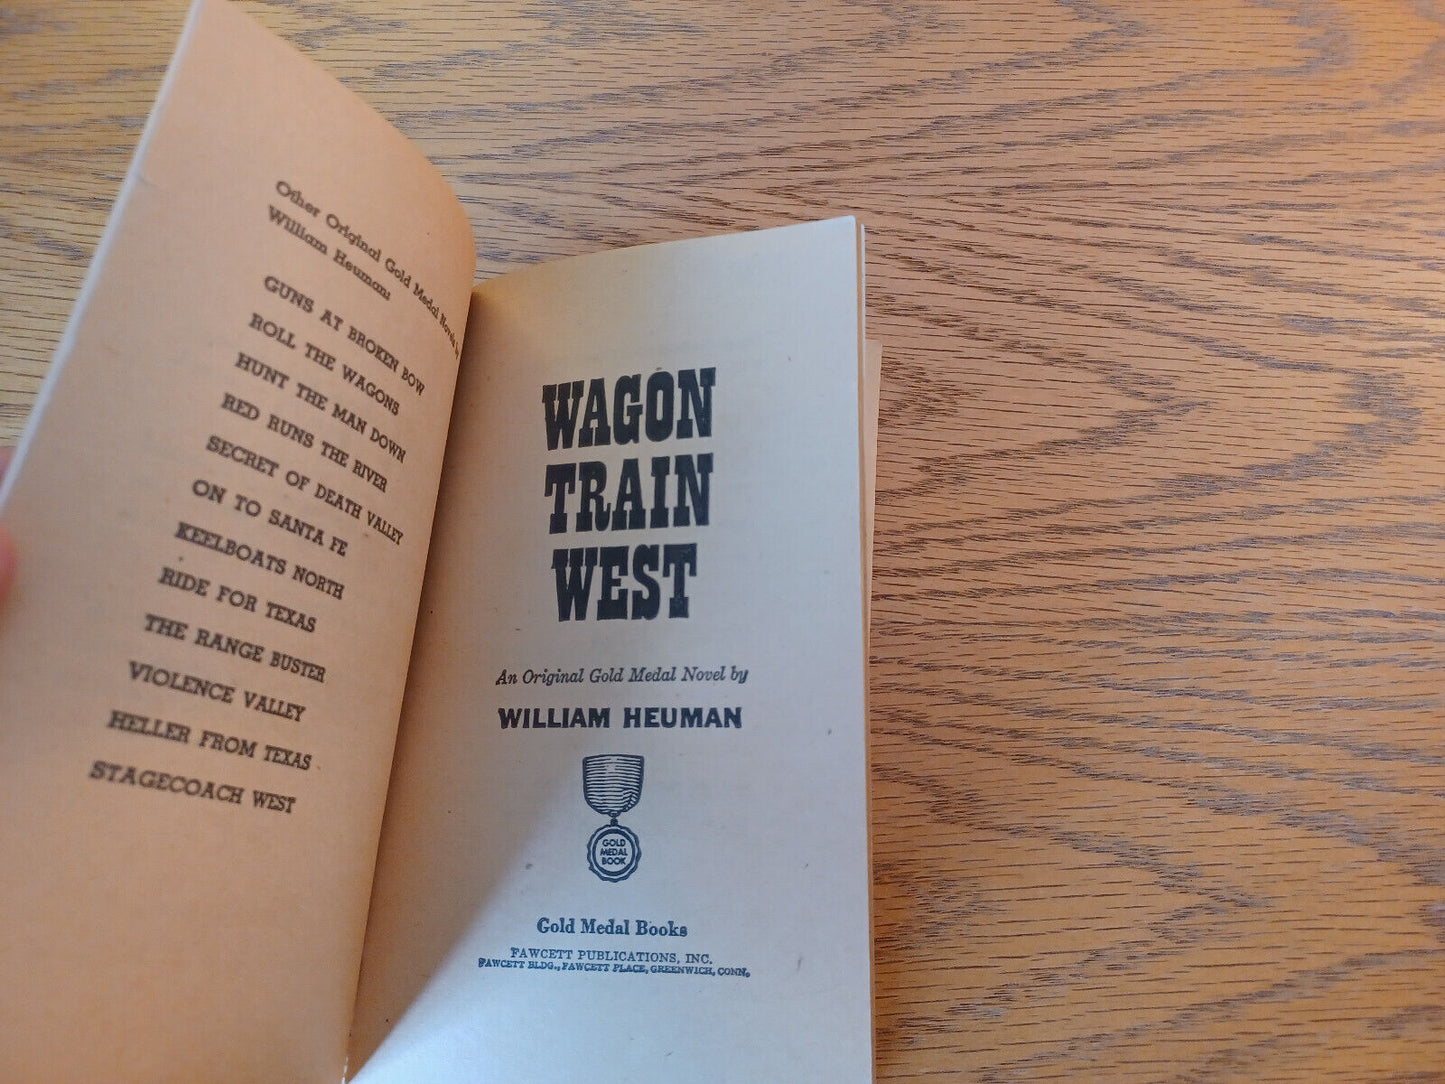 Other Original Gold Medal Novels by
William Heuman:
GUNS AT BROKEN BOW
ROLL THE WAGONS
HUNT THE MAN DOWN
RED RUNS THE RIVER
SECRET OF DEATH VALLEY
ON TO SANTA FE
KEELBOATS NORTH
RIDE FOR TEXAS
THE RANGE BUSTER
VIOLENCE VALLEY
HELLER FROM TEXAS
STAGECOACH WEST
WAGON
TRAIN
WEST
An Original Gold Medal Novel by
WILLIAM HEUMAN
GOLD
MEDAL
BOOK
Gold Medal Books
FAWCETT PUBLICATIONS, INC.
FAWCETT BLDG., FAWCETT PLACE, GREENWICH, CONN.